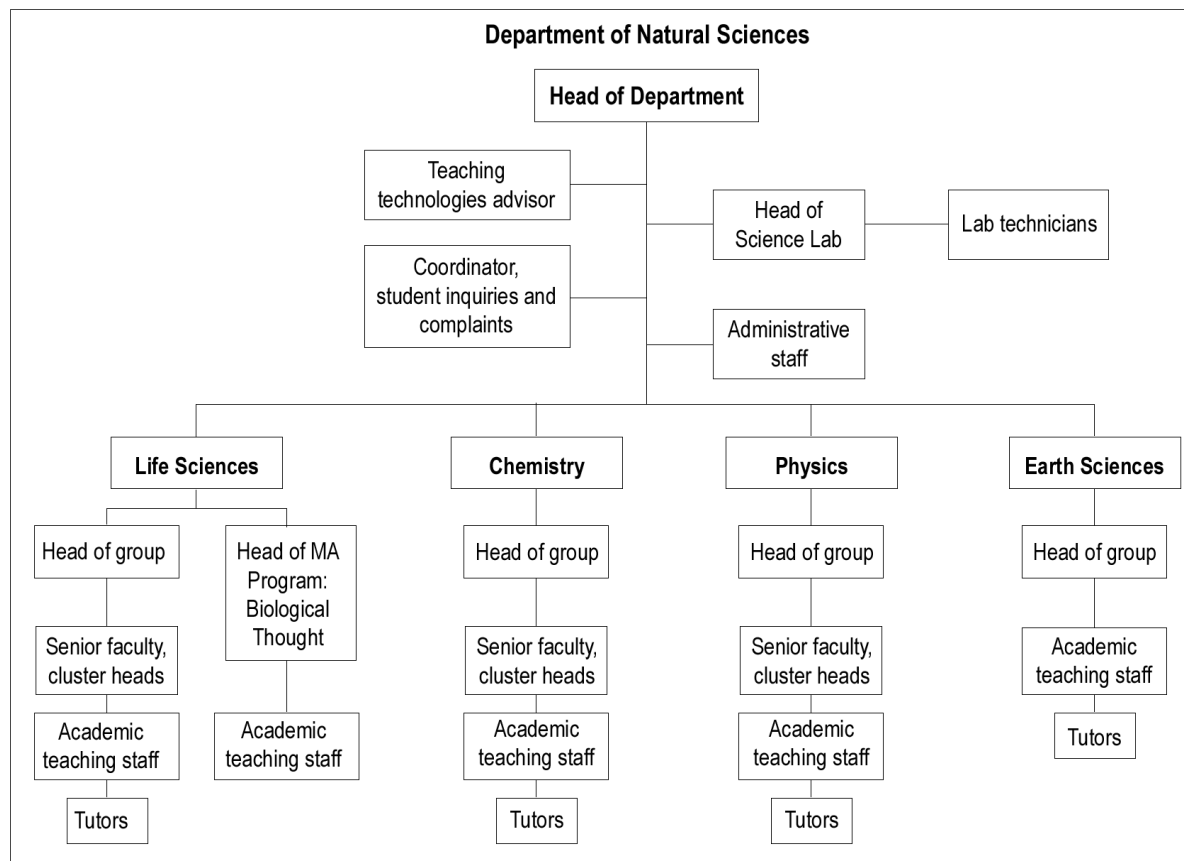 Department of Natural Sciences
Head of Department
Teaching
technologies advisor
Head of
Science Lab
Lab technicians
Coordinator,
student inquiries and
complaints
Administrative
staff
Life Sciences
Chemistry
Physics
Earth Sciences
Head of group
Head of MA
Program:
Biological
Thought
Head of group
Head of group
Head of group
Senior faculty,
cluster heads
Senior faculty,
cluster heads
Senior faculty,
cluster heads
Academic
teaching staff
Academic
teaching staff
Academic
teaching staff
Academic
teaching staff
Academic
teaching staff
Tutors
Tutors
Tutors
Tutors